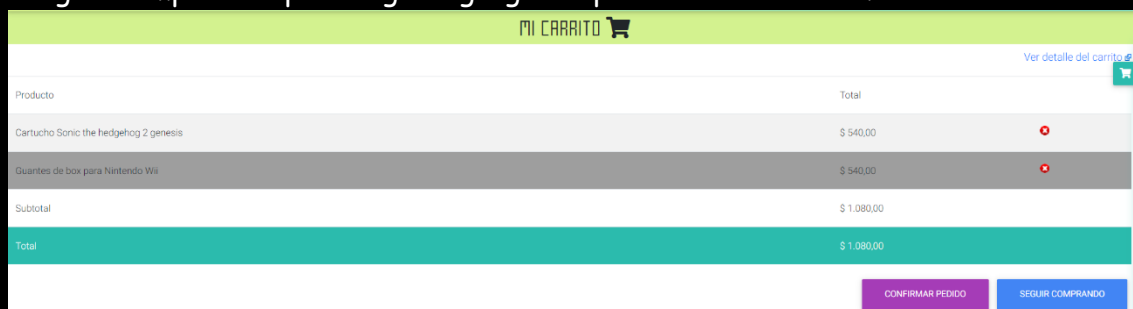 MI CARRITO
Ver detalle del carrito
Producto Total
Cartucho Sonic the hedgehog 2 genesis $ 540,00
Guantes de box para Nintendo Wii $ 540,00
Subtotal $ 1.080,00
Total $ 1.080,00
CONFIRMAR PEDIDO SEGUIR COMPRANDO